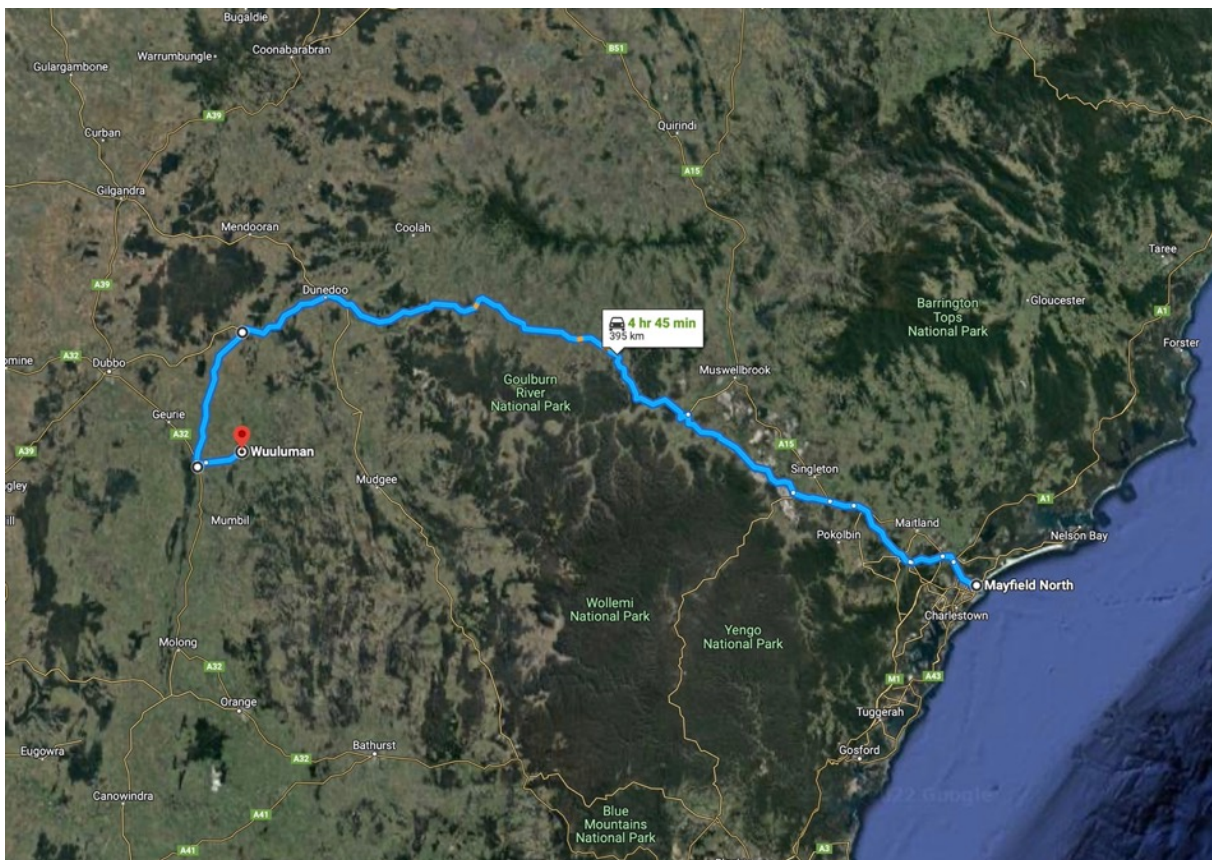 Bugaldie
Warrumbungle
Coonabarabran
B51
Gulargambone
A39
Curban
Quirindi
A15
Gilgandra
Mendooran
Coolah
Taree
A39
Dunedoo
Barrington
Tops
National Park
Gloucester
A1
4 hr 45 min
395 km
Forster
A32
Dubbo
Muswellbrook
Goulburn
River
National Park
Geurie
A32
Wuuluman
A39
A15
Singleton
Mudgee
A1
Mumbil
Pokolbin
Maitland
Nelson Bay
Mayfield North
Wollemi
National Park
Charlestown
Yengo
National Park
Molong
A32
M1
A43
Orange
Tuggerah
Eugowra
Bathurst
Gosford
A32
Canowindra
A41
Blue
Mountains
National Park
A41
A3